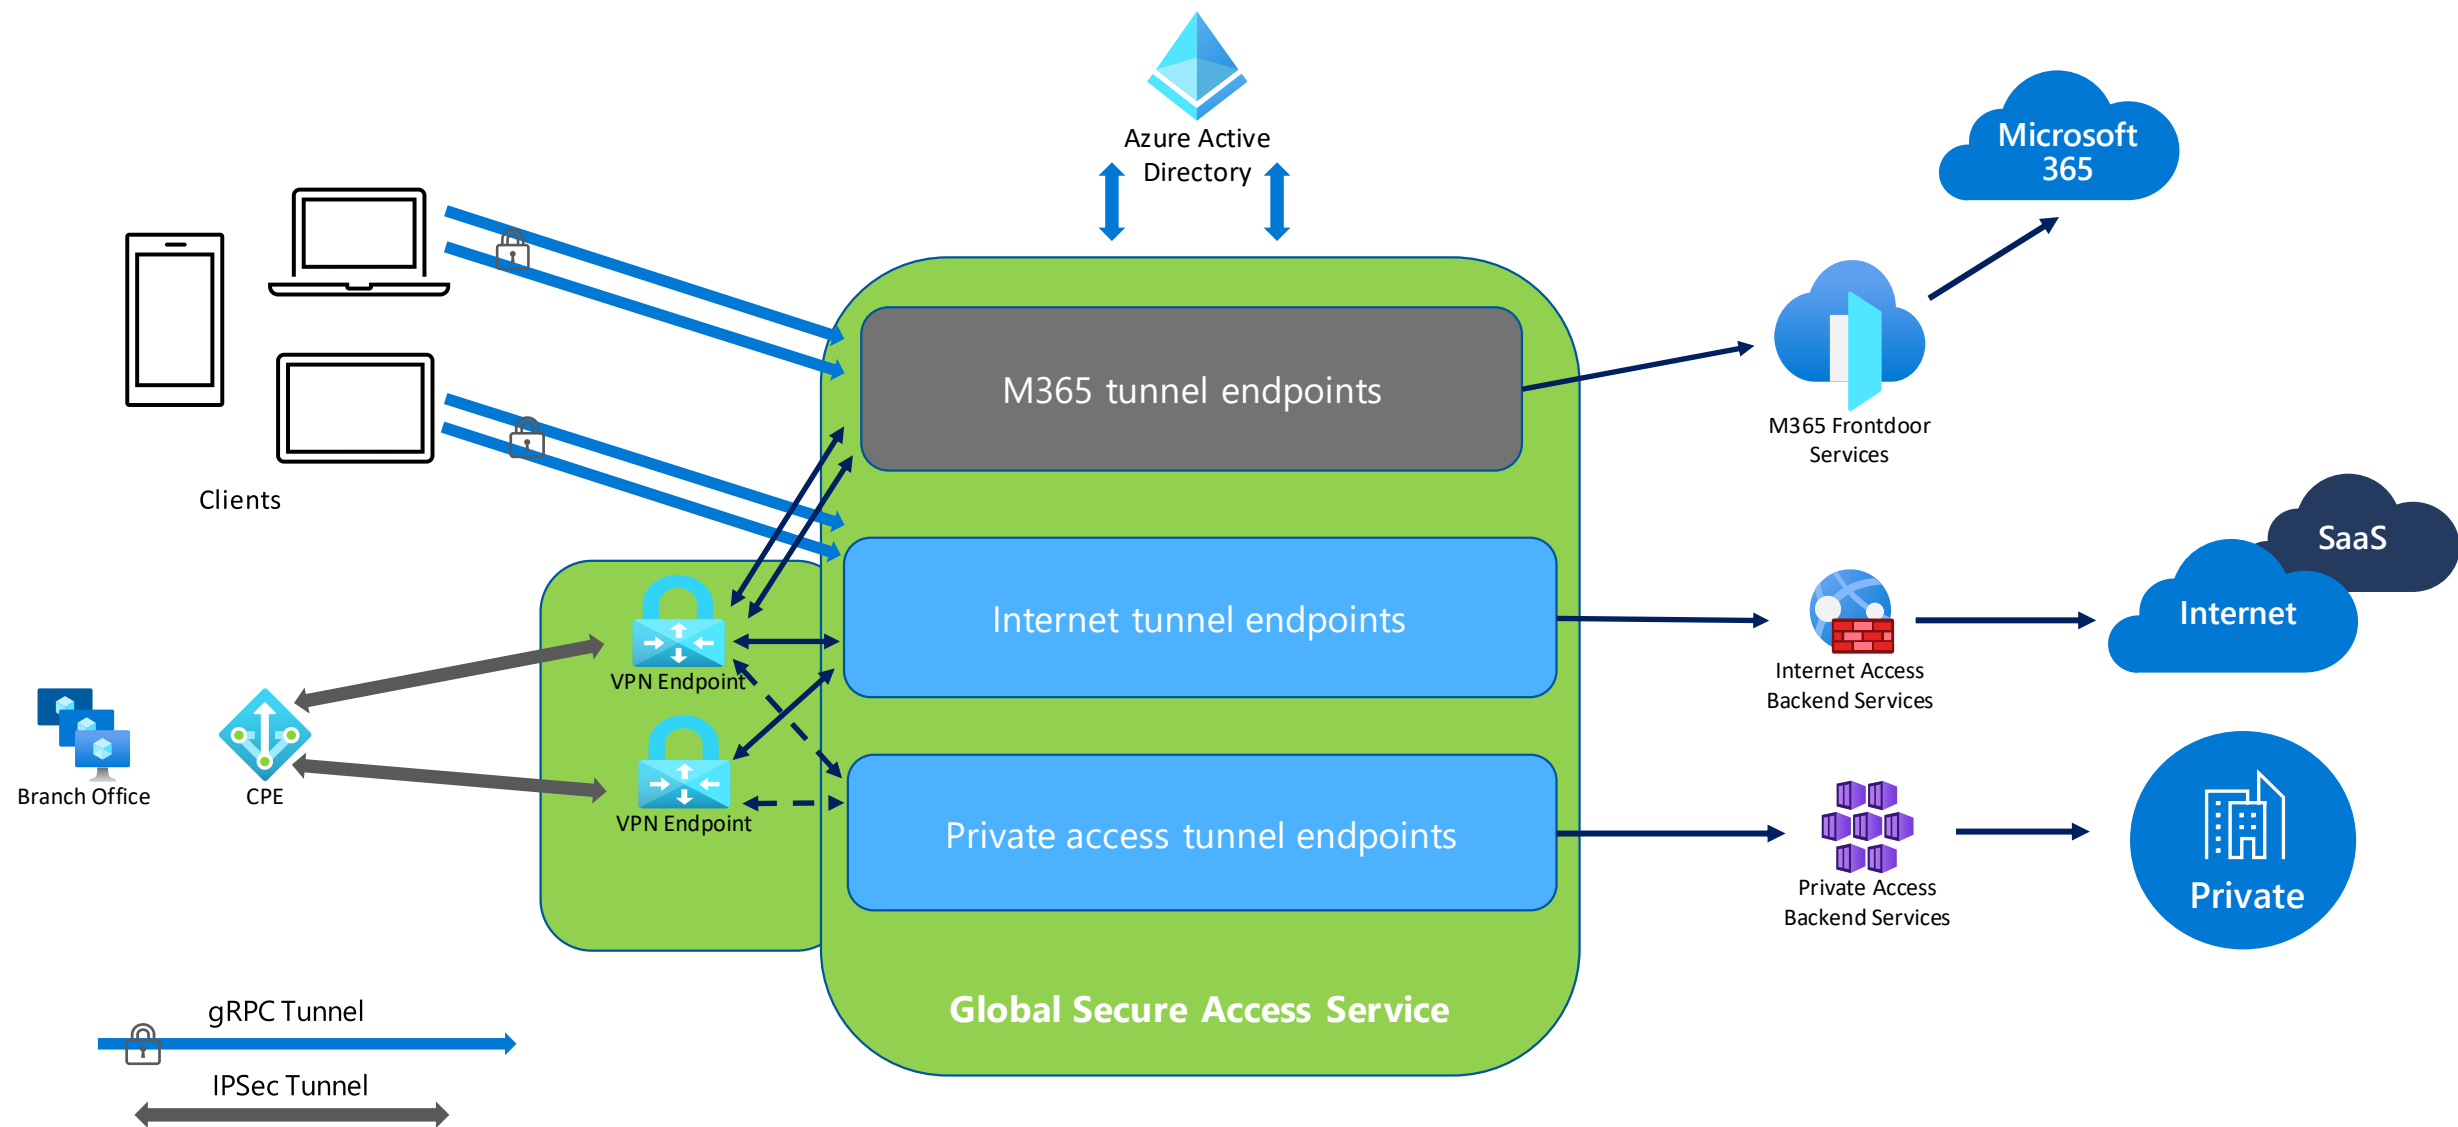 Azure Active
Directory
Microsoft
365
Clients
M365 tunnel endpoints
M365 Frontdoor
Services
SaaS
Internet
Internet tunnel endpoints
Internet Access
Backend Services
VPN Endpoint
VPN Endpoint
Branch Office
CPE
Private access tunnel endpoints
Private Access
Backend Services
Private
Global Secure Access Service
gRPC Tunnel
IPSec Tunnel